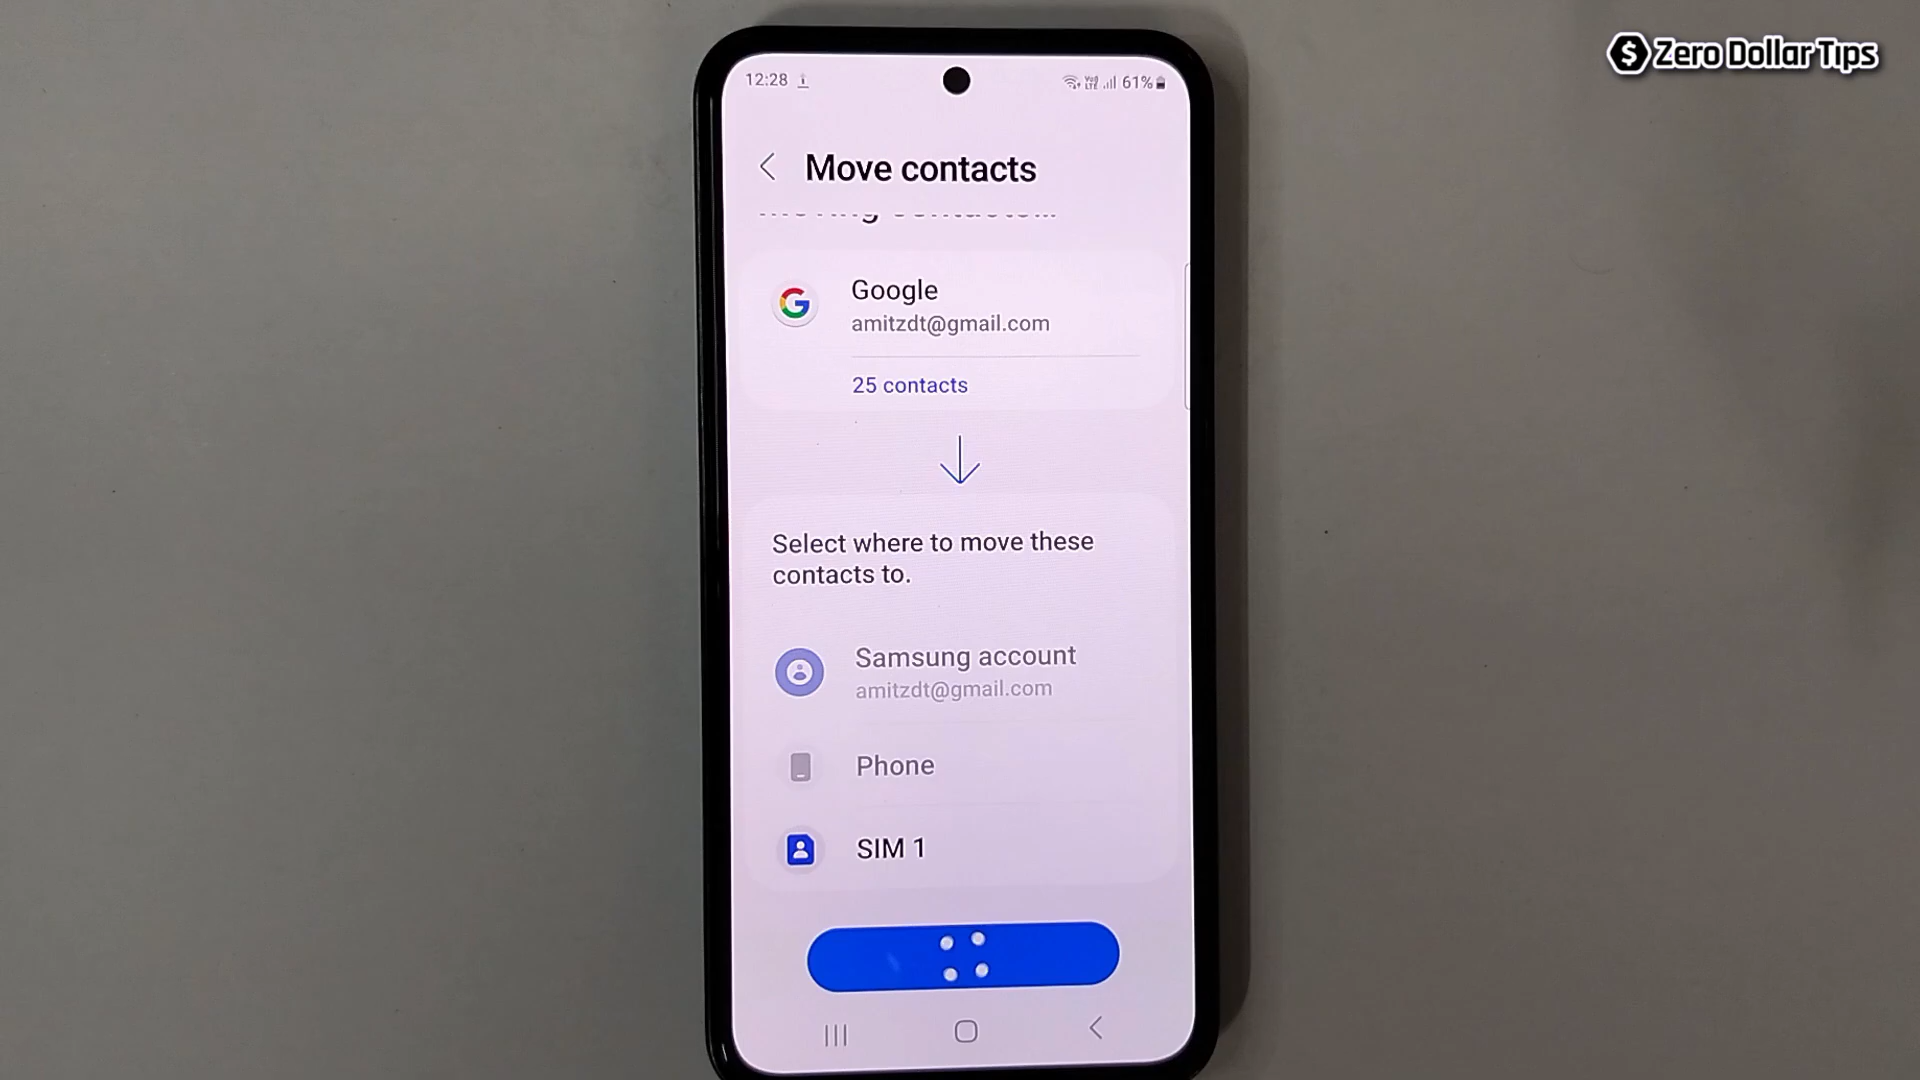 Zero Dollar Tips
12:28
61%
Move contacts
Google
amitzdt@gmail.com
25 contacts
Select where to move these
contacts to.
Samsung account
amitzdt@gmail.com
Phone
SIM 1